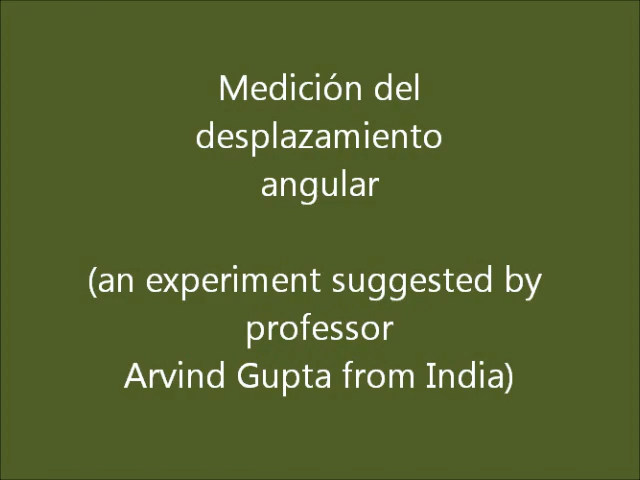 Medición del
desplazamiento
angular
(an experiment suggested by
professor
Arvind Gupta from India)